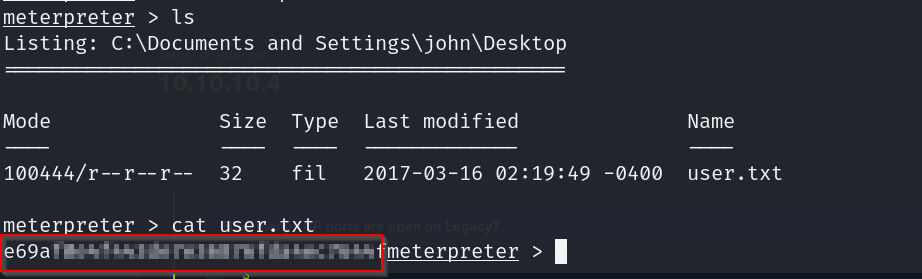 meterpreter > ls
Listing: C:\Documents and Settings\john\Desktop
10.10.10.4
Mode Size Type Last modified Name
100444/r--r--r-- 32 fil 2017-03-16 02:19:49 -0400 user.txt
meterpreter > cat user.txt
ports are open on Legacy?
e69a fmeterpreter >